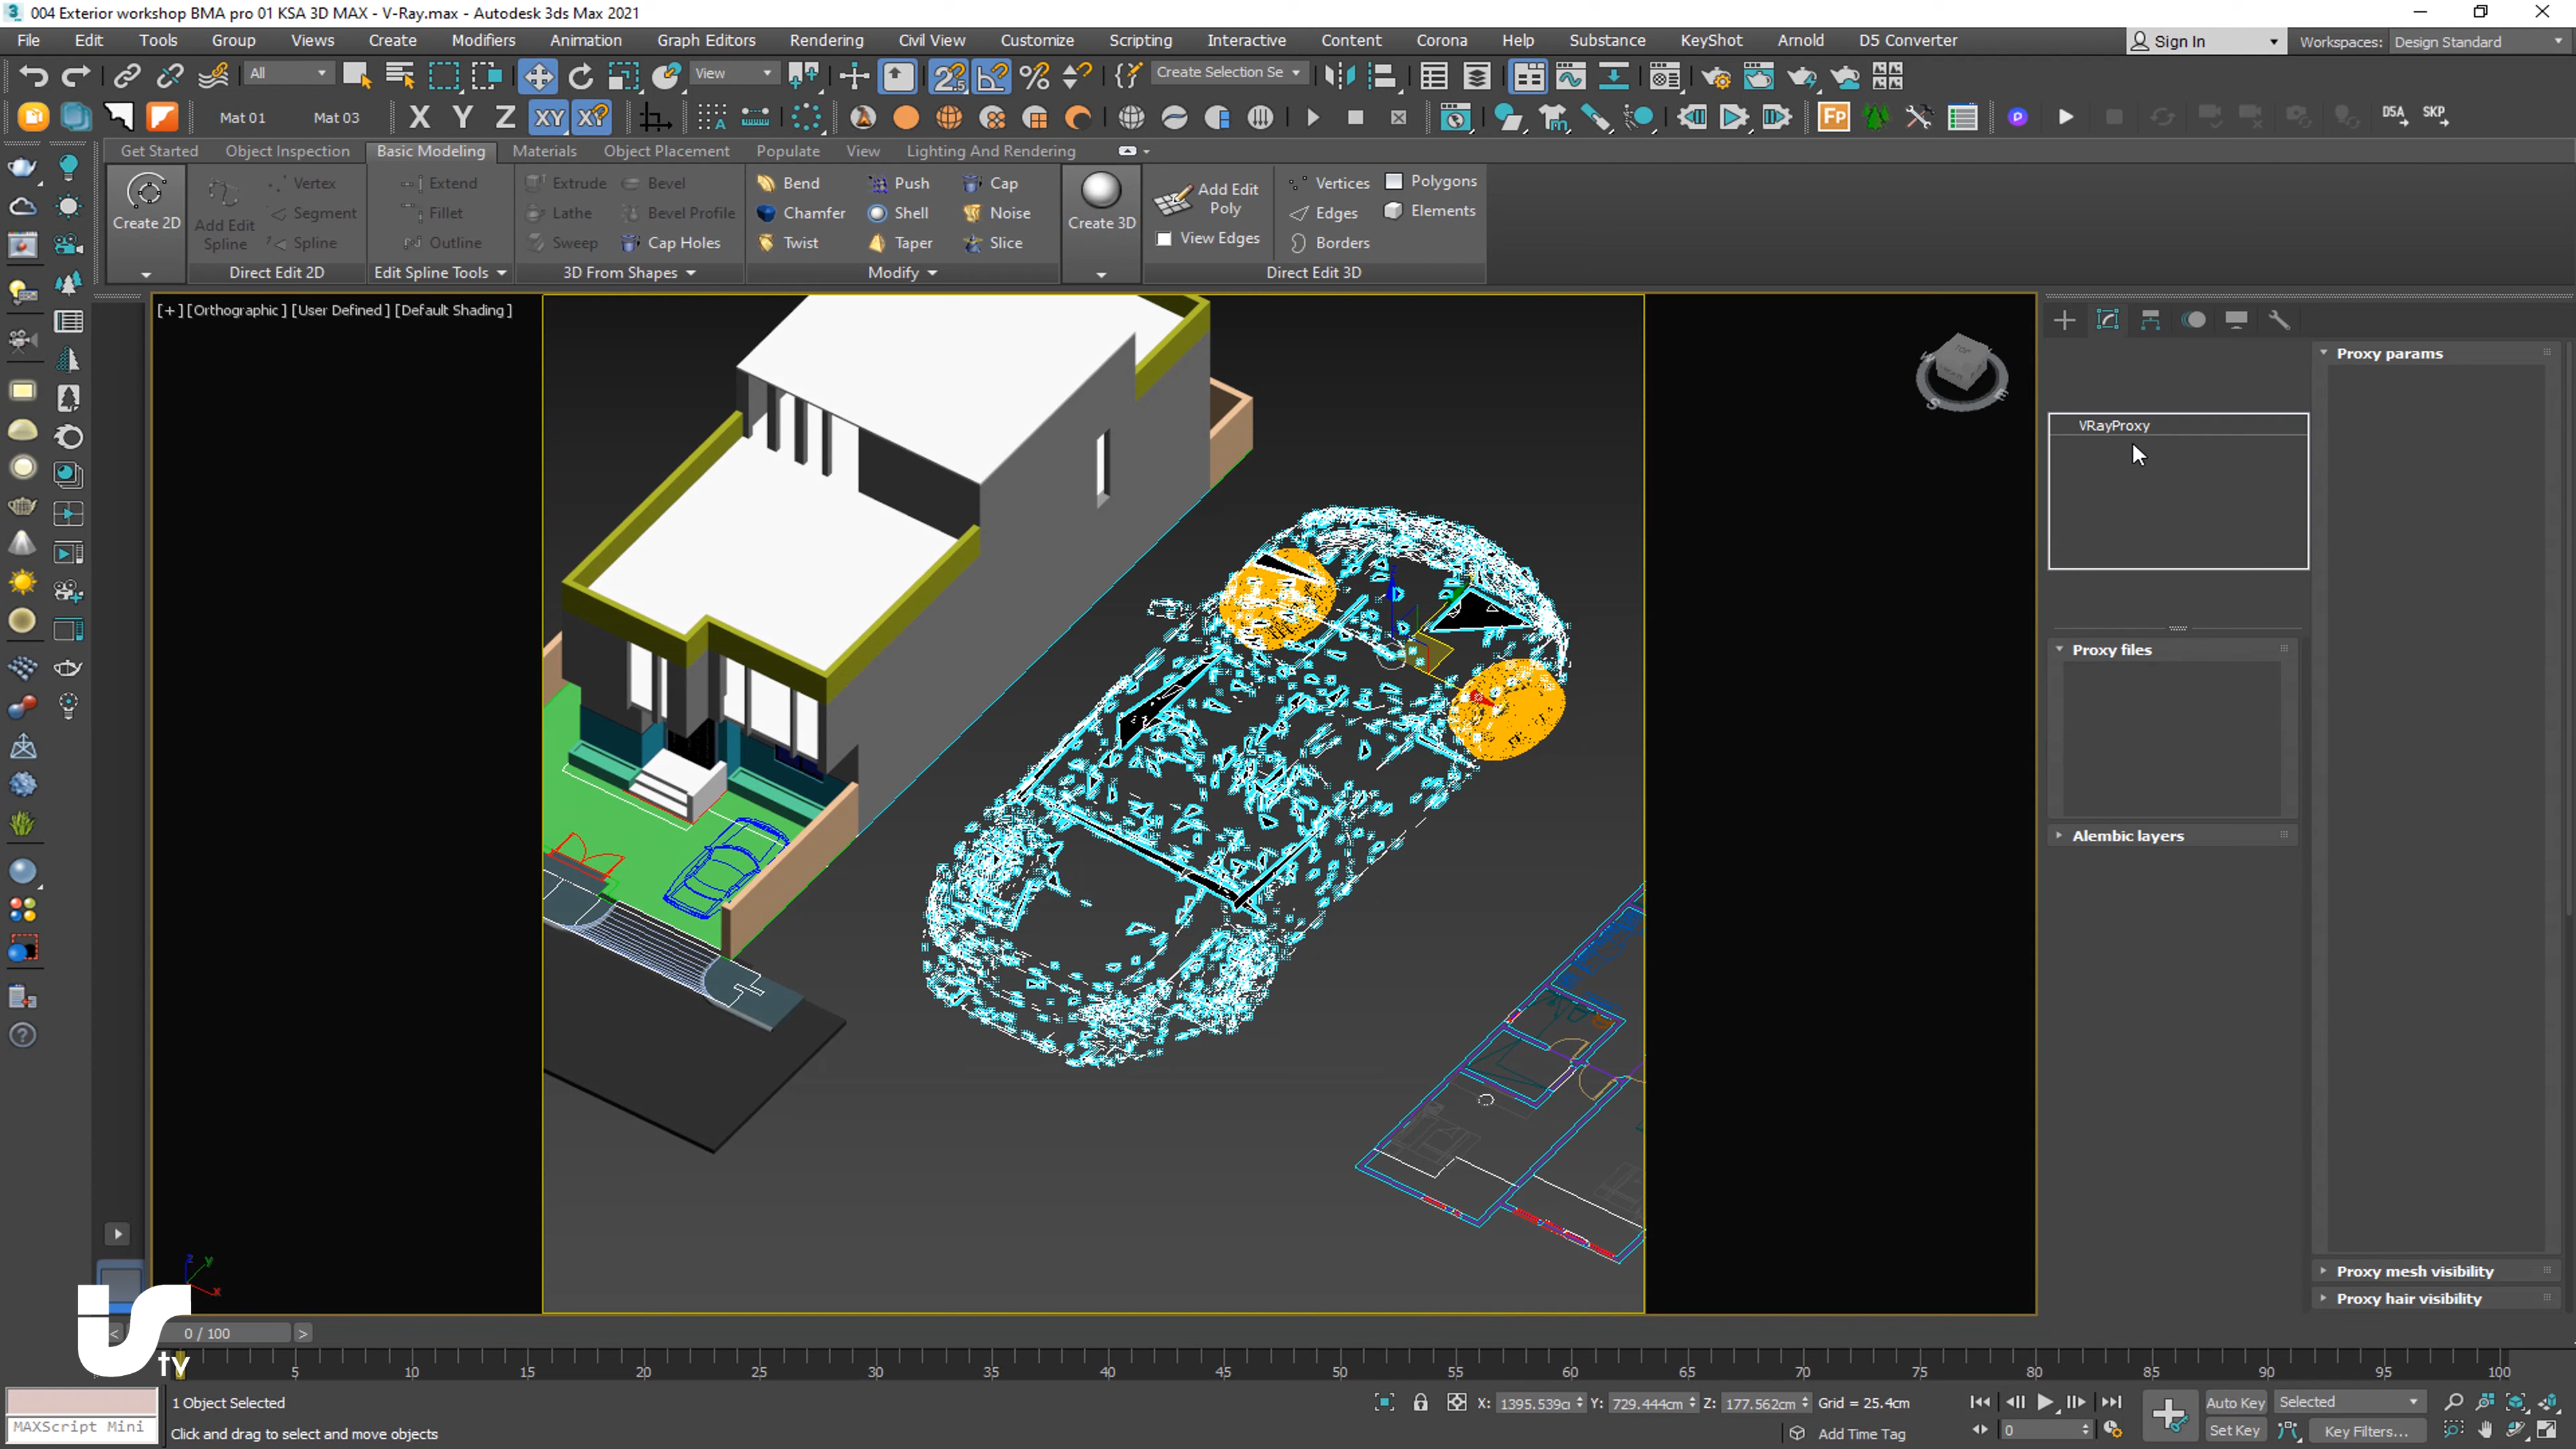 004 Exterior workshop BMA pro 01 KSA 3D MAX - V-Ray.max - Autodesk 3ds Max 2021
File Edit Tools Group Views Create Modifiers Animation Graph Editors Rendering Civil View Customize Scripting Interactive Content Corona Help Substance KeyShot Arnold D5 Converter Sign In Workspaces: Design Standard
All View Create Selection Se
Mat 01 Mat 03 X Y Z XY XY Fp D5A SKP
Get Started Object Inspection Basic Modeling Materials Object Placement Populate View Lighting And Rendering
Create 2D
Add Edit Spline
Vertex
Segment
Spline
Direct Edit 2D
Extend
Fillet
Outline
Edit Spline Tools
Extrude Bevel
Lathe Bevel Profile
Sweep Cap Holes
3D From Shapes
Bend Push Cap
Chamfer Shell Noise
Twist Taper Slice
Modify
Create 3D
Add Edit Poly
View Edges
Vertices Polygons
Edges Elements
Borders
Direct Edit 3D
[+] [Orthographic ] [User Defined ] [Default Shading ]
TOP
S
E
VRayProxy
Proxy params
Proxy files
Alembic layers
Proxy mesh visibility
Proxy hair visibility
z
y
x
tv
< 0 / 100 >
5 10 15 20 25 30 35 40 45 50 55 60 65 70 75 80 85 90 95 100
MAXScript Mini
1 Object Selected
Click and drag to select and move objects
X: 1395.539cı Y: 729.444cm Z: 177.562cm Grid = 25.4cm
Add Time Tag
0
Auto Key Selected
Set Key Key Filters...